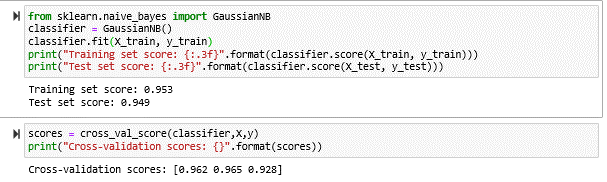 from sklearn.naive_bayes import GaussianNB
classifier = GaussianNB()
classifier.fit(X_train, y_train)
print("Training set score: {:.3f}".format(classifier.score(X_train, y_train)))
print("Test set score: {:.3f}".format(classifier.score(X_test, y_test)))
Training set score: 0.953
Test set score: 0.949
scores = cross_val_score(classifier,X,y)
print("Cross-validation scores: {}".format(scores))
Cross-validation scores: [0.962 0.965 0.928]